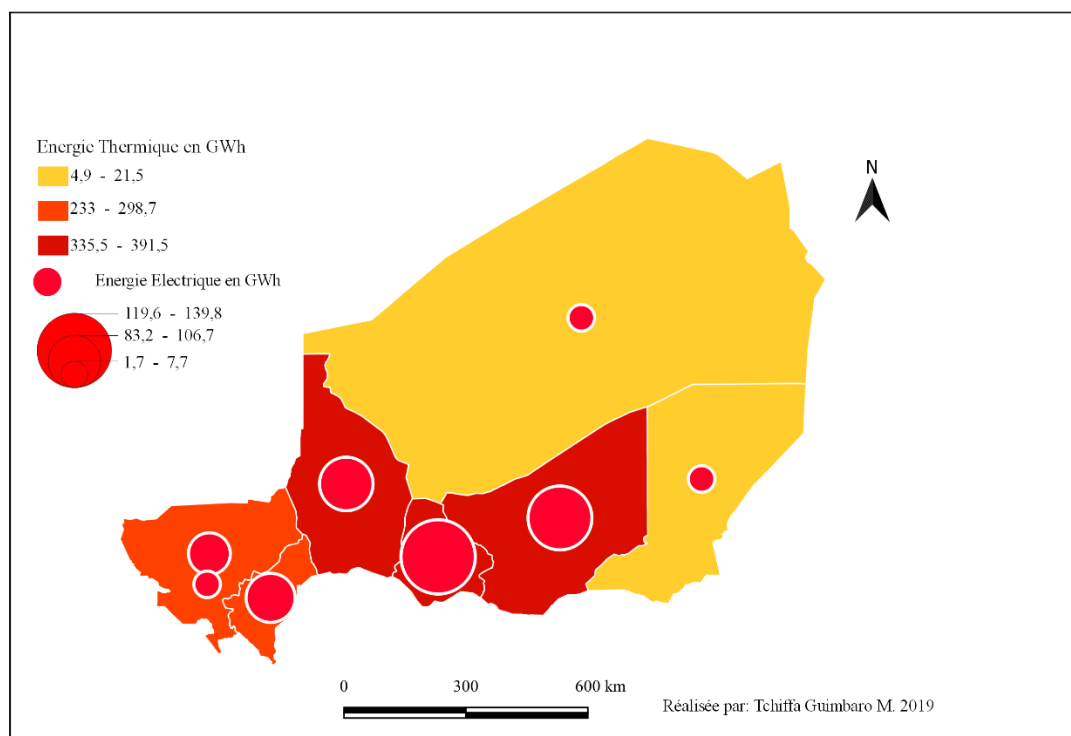 Energie Thermique en GWh
4,9 - 21,5
233 - 298,7
335,5 - 391,5
Energie Electrique en GWh
119,6 - 139,8
83,2 - 106,7
1,7 - 7,7
N
0 300 600 km
Réalisée par: Tchiffa Guimbaro M. 2019